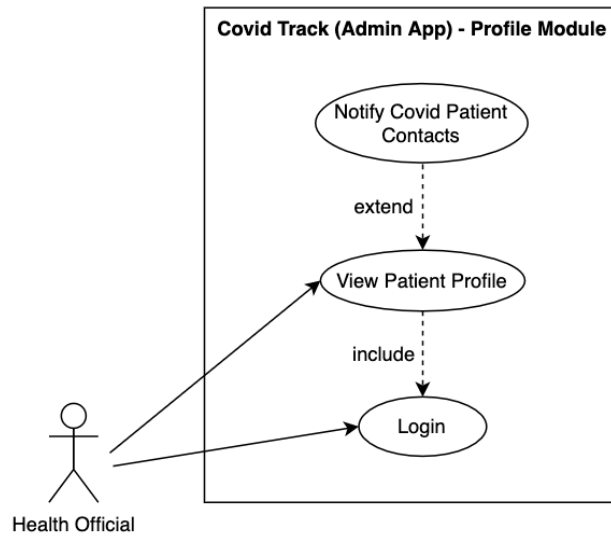 Covid Track (Admin App) - Profile Module
Notify Covid Patient
Contacts
extend
View Patient Profile
include
Login
Health Official